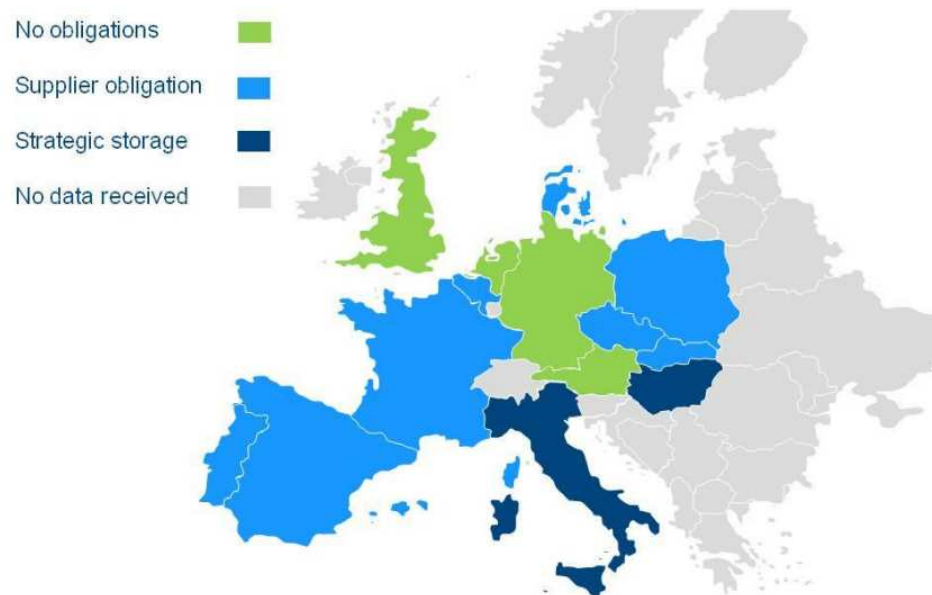 No obligations
Supplier obligation
Strategic storage
No data received